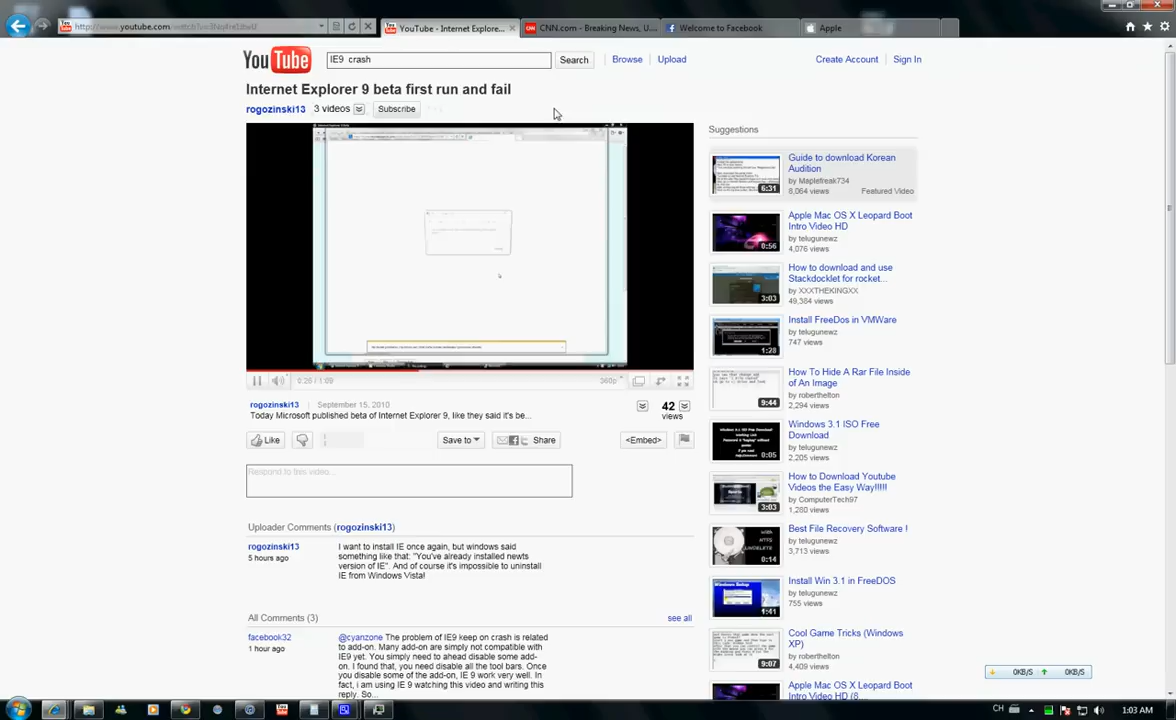 YouTube - Internet Explore...
CNN.com - Breaking News, U....
Welcome to Facebook
Apple
YouTube
IE9 crash
Search
Browse
Upload
Create Account
Sign In
Internet Explorer 9 beta first run and fail
rogozinski13
3 videos
Subscribe
0:26 / 1:09
360p
rogozinski13
September 15, 2010
Today Microsoft published beta of Internet Explorer 9, like they said it's be...
42
views
Like
Save to
Share
<Embed>
Respond to this video...
Uploader Comments (rogozinski13)
rogozinski13
5 hours ago
I want to install IE once again, but windows said
something like that: "You've already installed newts
version of IE". And of course it's impossible to uninstall
IE from Windows Vista!
All Comments (3)
see all
facebook32
1 hour ago
@cyanzone The problem of IE9 keep on crash is related
to add-on. Many add-on are simply not compatible with
IE9 yet. You simply need to ahead disable some add-
on. I found that, you need disable all the tool bars. Once
you disable some of the add-on, IE 9 work very well. In
fact, i am using IE 9 watching this video and writing this
reply. So...
Suggestions
6:31
Guide to download Korean
Audition
by Maplefreak734
8,064 views
Featured Video
0:56
Apple Mac OS X Leopard Boot
Intro Video HD
by telugunewz
4,076 views
3:03
How to download and use
Stackdocklet for rocket...
by XXXTHEKINGXX
49,384 views
1:28
Install FreeDos in VMWare
by telugunewz
747 views
9:44
How To Hide A Rar File Inside
of An Image
by roberthelton
2,294 views
0:05
Windows 3.1 ISO Free
Download
by telugunewz
2,205 views
3:03
How to Download Youtube
Videos the Easy Way!!!!!
by ComputerTech97
1,280 views
0:14
Best File Recovery Software !
by telugunewz
3,713 views
1:41
Install Win 3.1 in FreeDOS
by telugunewz
755 views
9:07
Cool Game Tricks (Windows
XP)
by roberthelton
4,409 views
Apple Mac OS X Leopard Boot
Intro Video HD (8...
0KB/S
0KB/S
CH
1:03 AM